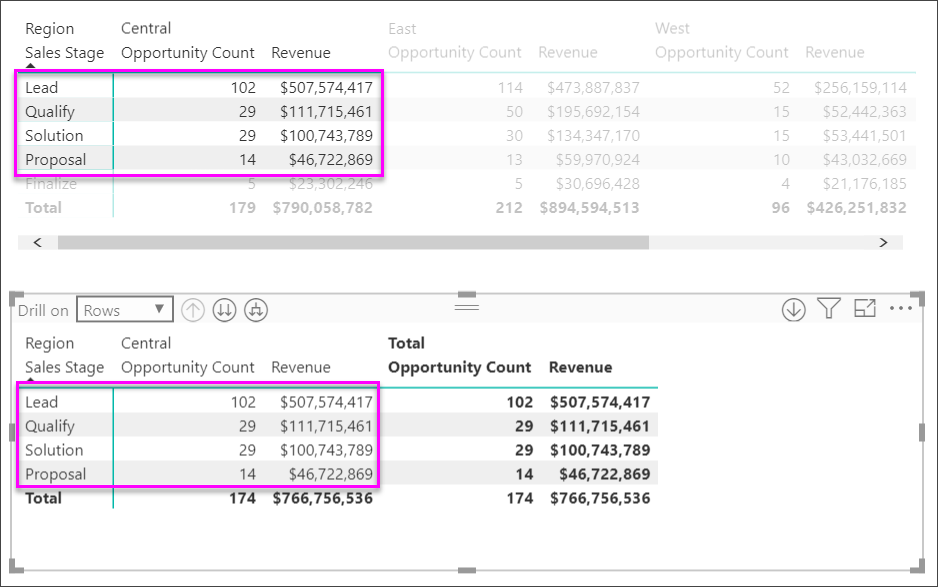 Region Central East West
Sales Stage Opportunity Count Revenue Opportunity Count Revenue Opportunity Count Revenue
Lead 102 $507,574,417 114 $473,887,837 52 $256,159,114
Qualify 29 $111,715,461 50 $195,692,154 15 $52,442,363
Solution 29 $100,743,789 30 $134,347,170 15 $53,441,501
Proposal 14 $46,722,869 13 $59,970,924 10 $43,032,669
Finalize 5 $23,302,246 5 $30,696,428 4 $21,176,185
Total 179 $790,058,782 212 $894,594,513 96 $426,251,832
Drill on Rows
Region Central Total
Sales Stage Opportunity Count Revenue Opportunity Count Revenue
Lead 102 $507,574,417 102 $507,574,417
Qualify 29 $111,715,461 29 $111,715,461
Solution 29 $100,743,789 29 $100,743,789
Proposal 14 $46,722,869 14 $46,722,869
Total 174 $766,756,536 174 $766,756,536